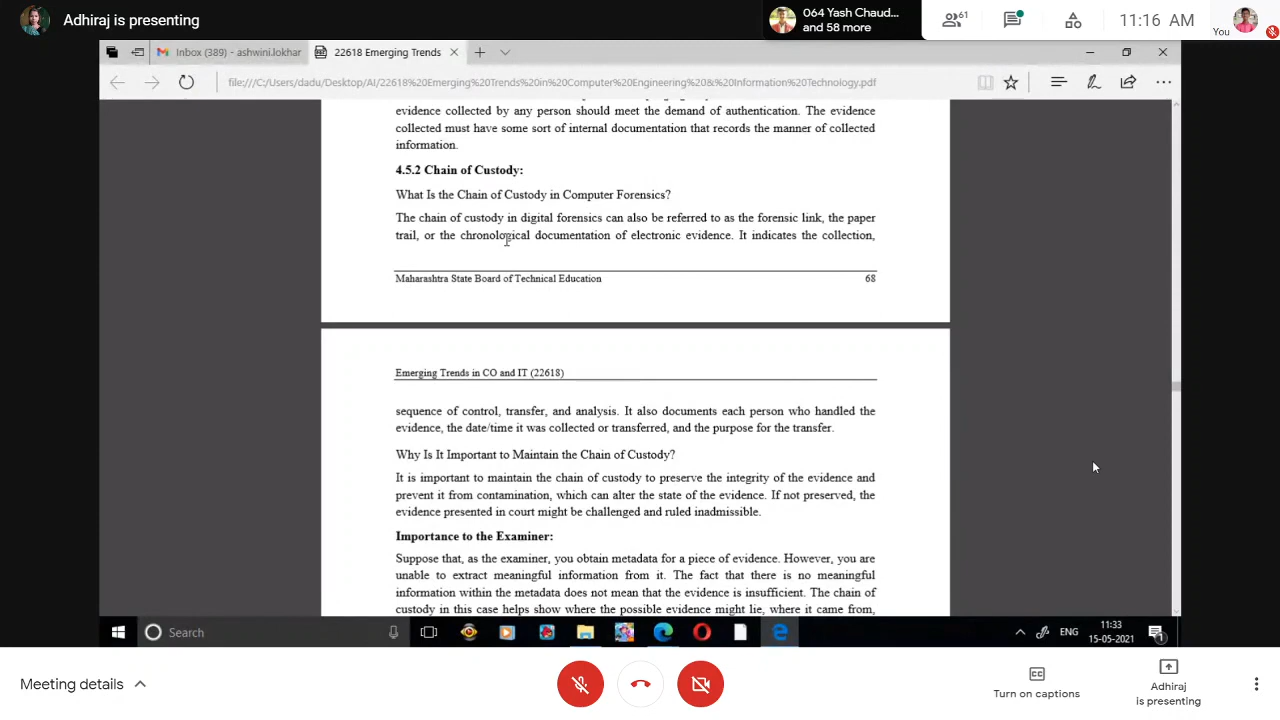 Adhiraj is presenting
064 Yash Chaud...
and 58 more
61
11:16 AM
You
Inbox (389) - ashwini.lokhar
22618 Emerging Trends
file:///C:/Users/dadu/Desktop/AI/22618%20Emerging%20Trends%20in%20Computer%20Engineering%20&%20Information%20Technology.pdf
evidence collected by any person should meet the demand of authentication. The evidence
collected must have some sort of internal documentation that records the manner of collected
information.
4.5.2 Chain of Custody:
What Is the Chain of Custody in Computer Forensics?
The chain of custody in digital forensics can also be referred to as the forensic link, the paper
trail, or the chronological documentation of electronic evidence. It indicates the collection,
Maharashtra State Board of Technical Education 68
Emerging Trends in CO and IT (22618)
sequence of control, transfer, and analysis. It also documents each person who handled the
evidence, the date/time it was collected or transferred, and the purpose for the transfer.
Why Is It Important to Maintain the Chain of Custody?
It is important to maintain the chain of custody to preserve the integrity of the evidence and
prevent it from contamination, which can alter the state of the evidence. If not preserved, the
evidence presented in court might be challenged and ruled inadmissible.
Importance to the Examiner:
Suppose that, as the examiner, you obtain metadata for a piece of evidence. However, you are
unable to extract meaningful information from it. The fact that there is no meaningful
information within the metadata does not mean that the evidence is insufficient. The chain of
custody in this case helps show where the possible evidence might lie, where it came from,
Search
ENG
11:33
15-05-2021
1
Meeting details
CC
Turn on captions
Adhiraj
is presenting